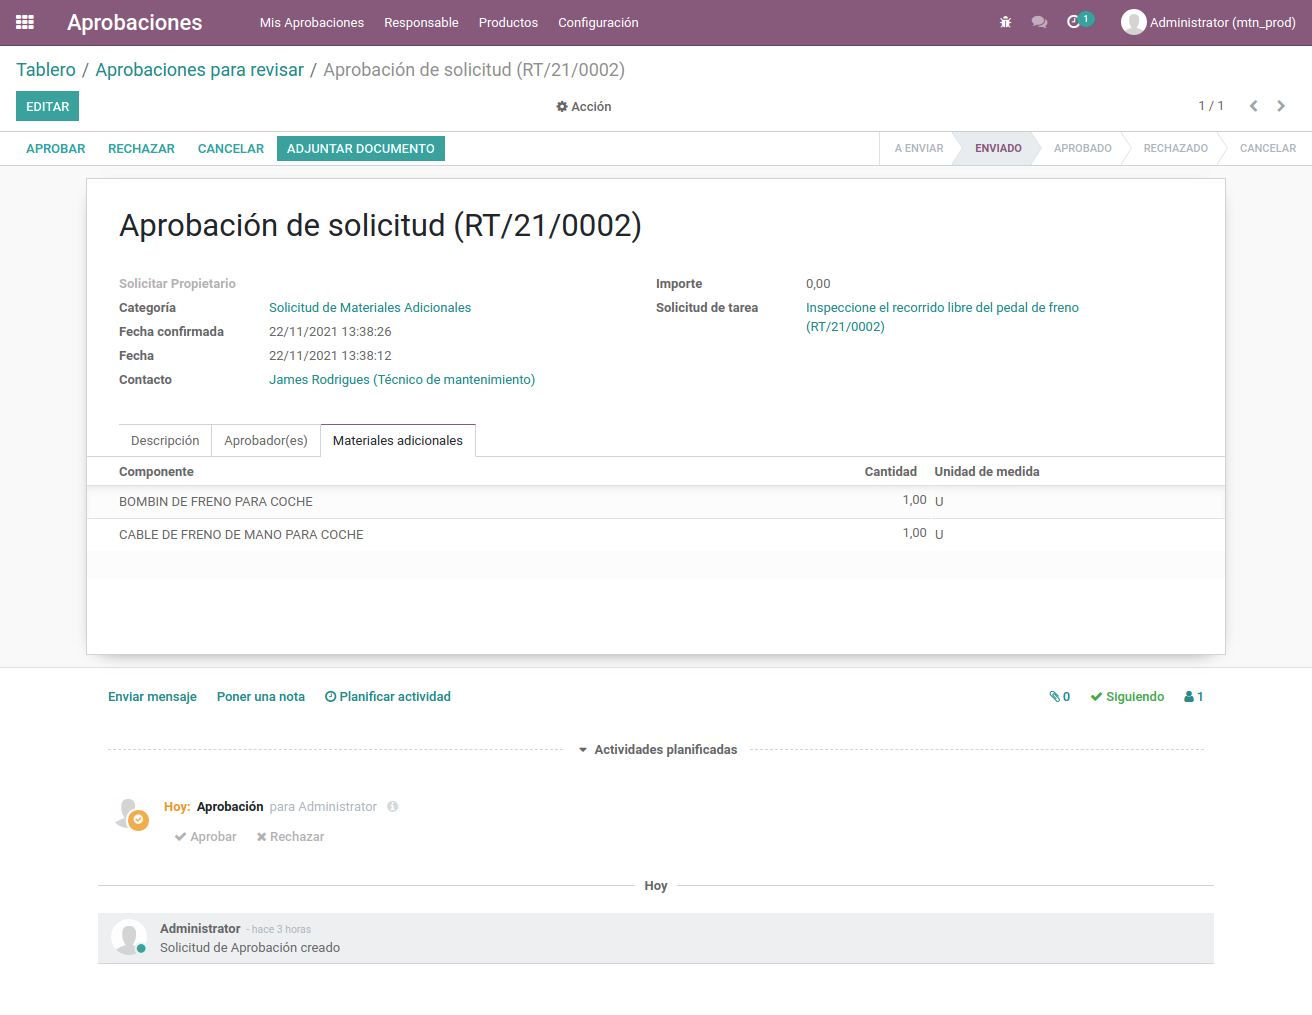 Aprobaciones
Mis Aprobaciones Responsable Productos Configuración
1
Administrator (mtn_prod)
Tablero / Aprobaciones para revisar / Aprobación de solicitud (RT/21/0002)
EDITAR
Acción
1 / 1
APROBAR RECHAZAR CANCELAR ADJUNTAR DOCUMENTO
A ENVIAR ENVIADO APROBADO RECHAZADO CANCELAR
Aprobación de solicitud (RT/21/0002)
Solicitar Propietario
Categoría Solicitud de Materiales Adicionales
Fecha confirmada 22/11/2021 13:38:26
Fecha 22/11/2021 13:38:12
Contacto James Rodrigues (Técnico de mantenimiento)
Importe 0,00
Solicitud de tarea Inspeccione el recorrido libre del pedal de freno
(RT/21/0002)
Descripción Aprobador(es) Materiales adicionales
Componente Cantidad Unidad de medida
BOMBIN DE FRENO PARA COCHE 1,00 U
CABLE DE FRENO DE MANO PARA COCHE 1,00 U
Enviar mensaje Poner una nota Planificar actividad
0 Siguiendo 1
Actividades planificadas
Hoy: Aprobación para Administrator
Aprobar Rechazar
Hoy
Administrator - hace 3 horas
Solicitud de Aprobación creado